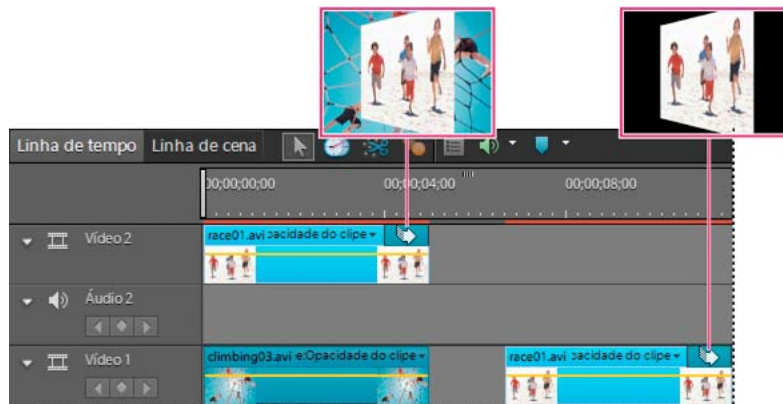 Linha de tempo Linha de cena
00;00;00;00 00;00;04;00 00;00;08;00
Vídeo 2
race01.avi pacidade do clipe
Áudio 2
Vídeo 1
climbing03.avi e:Opacidade do clipe
race01.avi pacidade do clipe